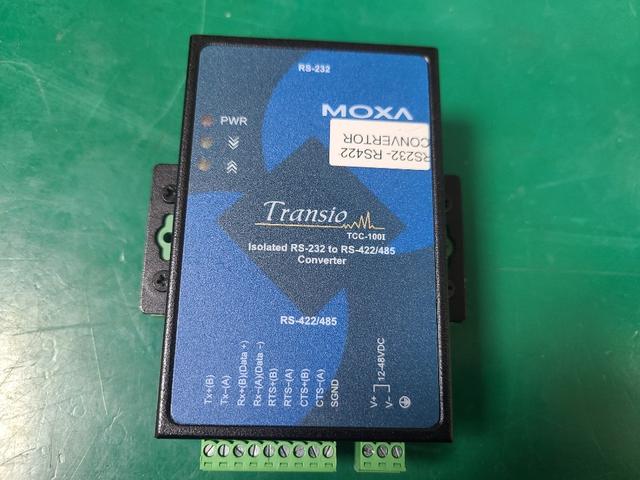 RS-232
MOXA
PWR
RS232- RS422
CONVERTOR
Transio
TCC-100I
Isolated RS-232 to RS-422/485
Converter
RS-422/485
Tx+(B)
Tx-(A)
Rx+(B)(Data +)
Rx-(A)(Data -)
RTS+(B)
RTS-(A)
CTS+(B)
CTS-(A)
SGND
V+
V-
12-48VDC